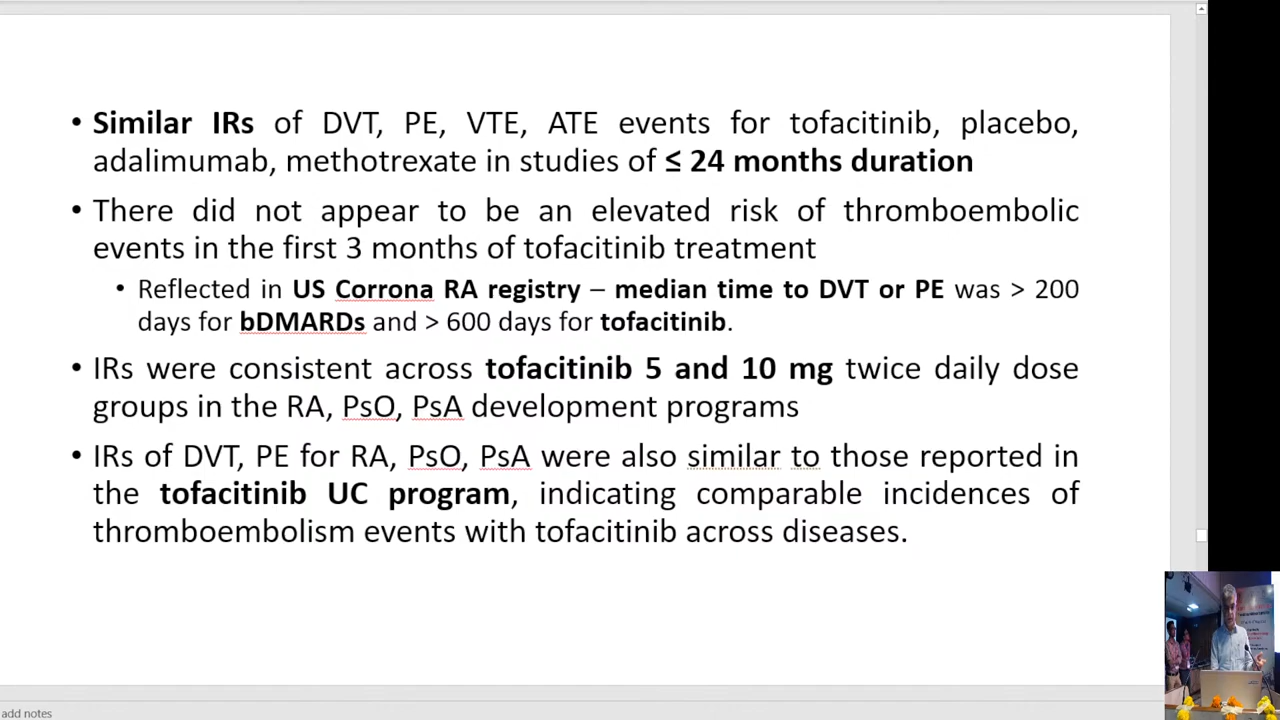 • Similar IRs of DVT, PE, VTE, ATE events for tofacitinib, placebo,
adalimumab, methotrexate in studies of ≤ 24 months duration
• There did not appear to be an elevated risk of thromboembolic
events in the first 3 months of tofacitinib treatment
• Reflected in US Corrona RA registry – median time to DVT or PE was > 200
days for bDMARDs and > 600 days for tofacitinib.
• IRs were consistent across tofacitinib 5 and 10 mg twice daily dose
groups in the RA, PsO, PsA development programs
• IRs of DVT, PE for RA, PsO, PsA were also similar to those reported in
the tofacitinib UC program, indicating comparable incidences of
thromboembolism events with tofacitinib across diseases.
add notes